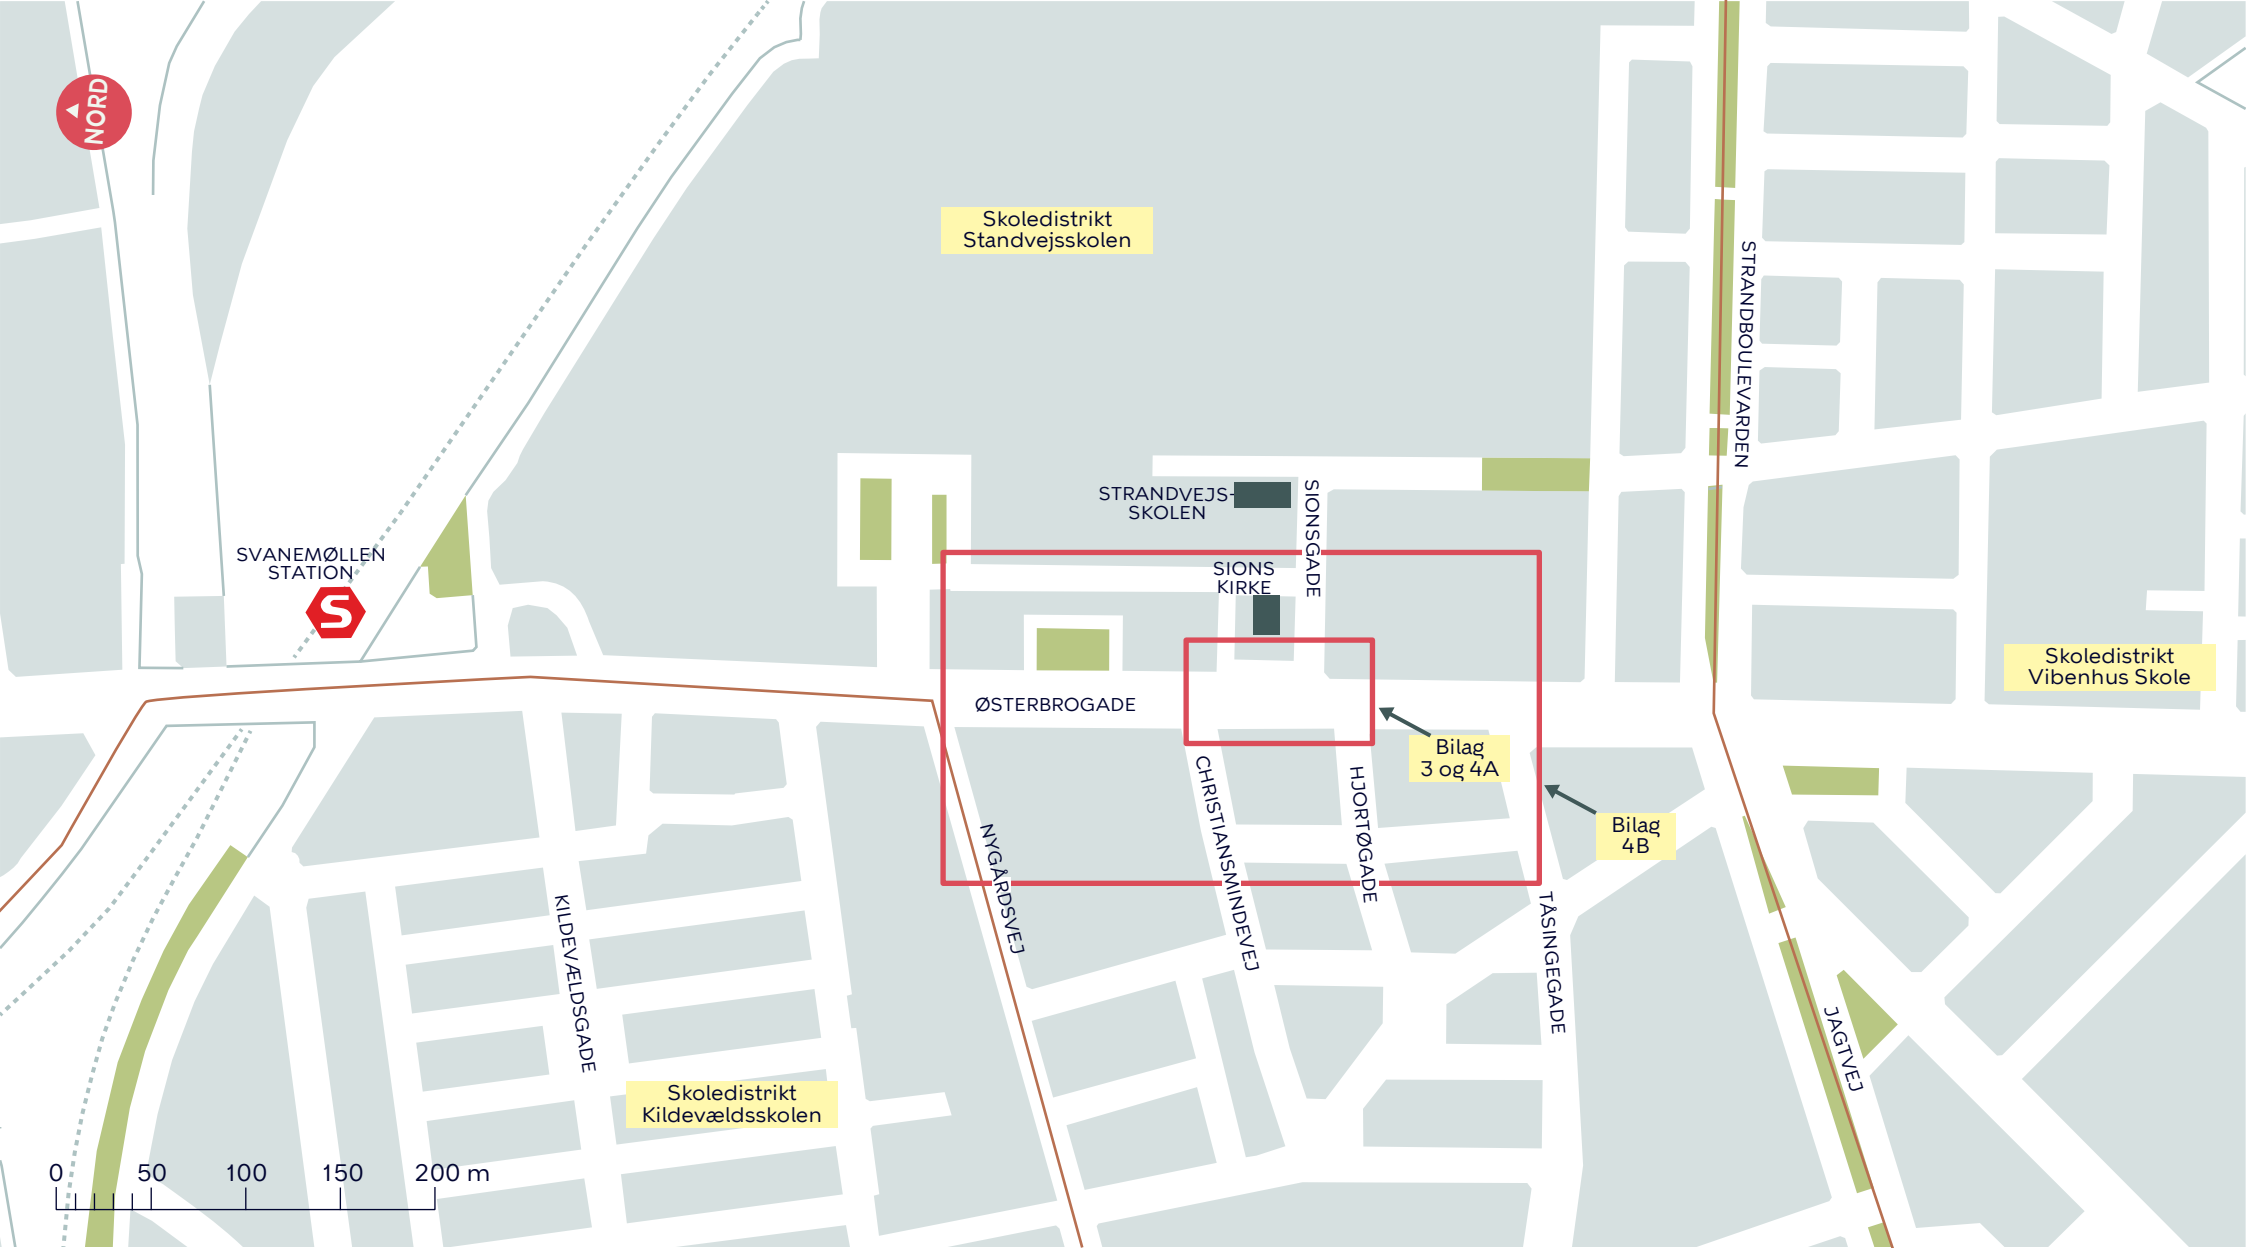 NORD
Skoledistrikt
Standvejsskolen
STRANDBOULEVARDEN
STRANDVEJS-
SKOLEN
SIONSGADE
SVANEMØLLEN
STATION
S
SIONS
KIRKE
Skoledistrikt
Vibenhus Skole
ØSTERBROGADE
Bilag
3 og 4A
CHRISTIANSMINDEVEJ
HJORTØGADE
Bilag
4B
NYGÅRDSVEJ
KILDEVÆLDSGADE
TÅSINGEGADE
JAGTVEJ
Skoledistrikt
Kildevældsskolen
0 50 100 150 200 m